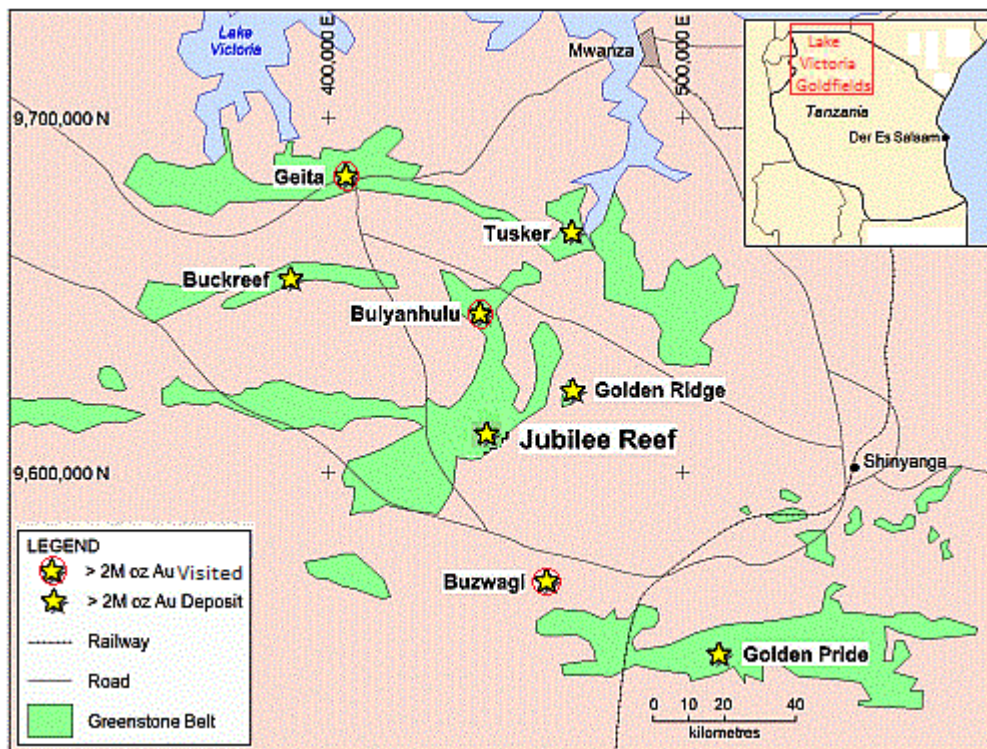 Lake
Victoria
400,000 E
Mwanza
500,000 E
Lake
Victoria
Goldfields
Tanzania
Der Es Salaam
9,700,000 N
Geita
Tusker
Buckreef
Bulyanhulu
Golden Ridge
Jubilee Reef
9,600,000 N
Shinyanga
LEGEND
> 2M oz Au Visited
> 2M oz Au Deposit
Railway
Road
Greenstone Belt
Buzwagi
Golden Pride
0 10 20 40
kilometres